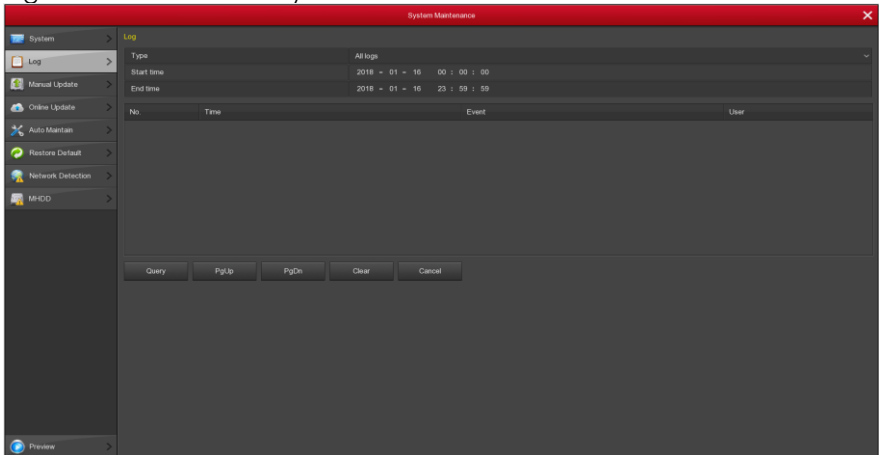 System Maintenance
System
Log
Manual Update
Online Update
Auto Maintain
Restore Default
Network Detection
MHDD
Preview
Log
Type All logs
Start time 2018 - 01 - 16 00 : 00 : 00
End time 2018 - 01 - 16 23 : 59 : 59
No. Time Event User
Query PgUp PgDn Clear Cancel